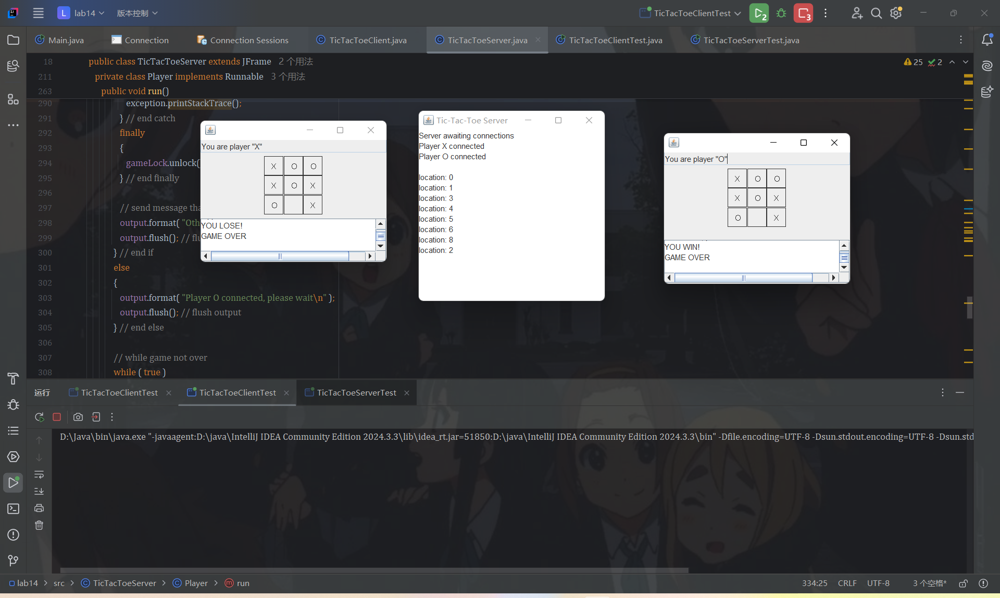 L lab14 版本控制 TicTacToeClientTest 2 3
Main.java Connection Connection Sessions TicTacToeClient.java TicTacToeServer.java TicTacToeClientTest.java TicTacToeServerTest.java
18 public class TicTacToeServer extends JFrame 2 个用法 25 2
211 private class Player implements Runnable 3 个用法
263 public void run()
290 exception.printStackTrace();
291 } // end catch
292 finally
293 {
294 gameLock.unlock(
295 } // end finally
296
297 // send message tha
298 output.format( "Oth
299 output.flush(); // flu
300 } // end if
301 else
302 {
303 output.format( "Player O connected, please wait\n" );
304 output.flush(); // flush output
305 } // end else
306
307 // while game not over
308 while ( true )
You are player "X"
X O O
X O X
O X
YOU LOSE!
GAME OVER
Tic-Tac-Toe Server
Server awaiting connections
Player X connected
Player O connected
location: 0
location: 1
location: 3
location: 4
location: 5
location: 6
location: 8
location: 2
You are player "O"
X O O
X O X
O X
YOU WIN!
GAME OVER
运行 TicTacToeClientTest TicTacToeClientTest TicTacToeServerTest
D:\Java\bin\java.exe "-javaagent:D:\java\IntelliJ IDEA Community Edition 2024.3.3\lib\idea_rt.jar=51850:D:\java\IntelliJ IDEA Community Edition 2024.3.3\bin" -Dfile.encoding=UTF-8 -Dsun.stdout.encoding=UTF-8 -Dsun.std
lab14 > src > TicTacToeServer > Player > run 334:25 CRLF UTF-8 3 个空格*